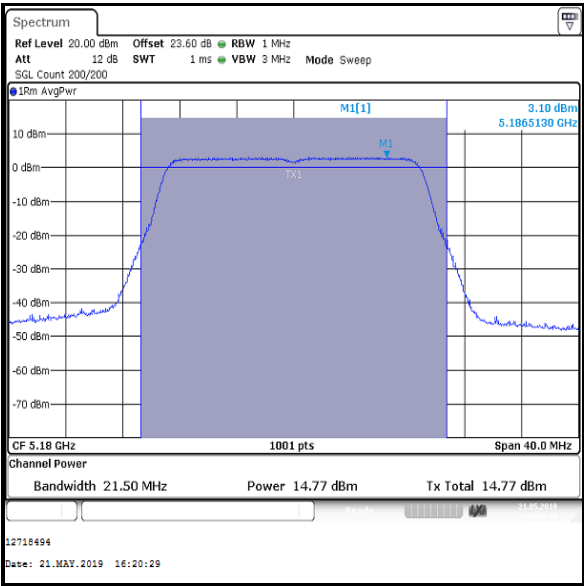 Spectrum
Ref Level 20.00 dBm Offset 23.60 dB RBW 1 MHz
Att 12 dB SWT 1 ms VBW 3 MHz Mode Sweep
SGL Count 200/200
1Rm AvgPwr
M1[1] 3.10 dBm
5.1865130 GHz
10 dBm
M1
0 dBm
TX1
-10 dBm
-20 dBm
-30 dBm
-40 dBm
-50 dBm
-60 dBm
-70 dBm
CF 5.18 GHz 1001 pts Span 40.0 MHz
Channel Power
Bandwidth 21.50 MHz Power 14.77 dBm Tx Total 14.77 dBm
Ready 21.05.2019
12718494
Date: 21.MAY.2019 16:20:29